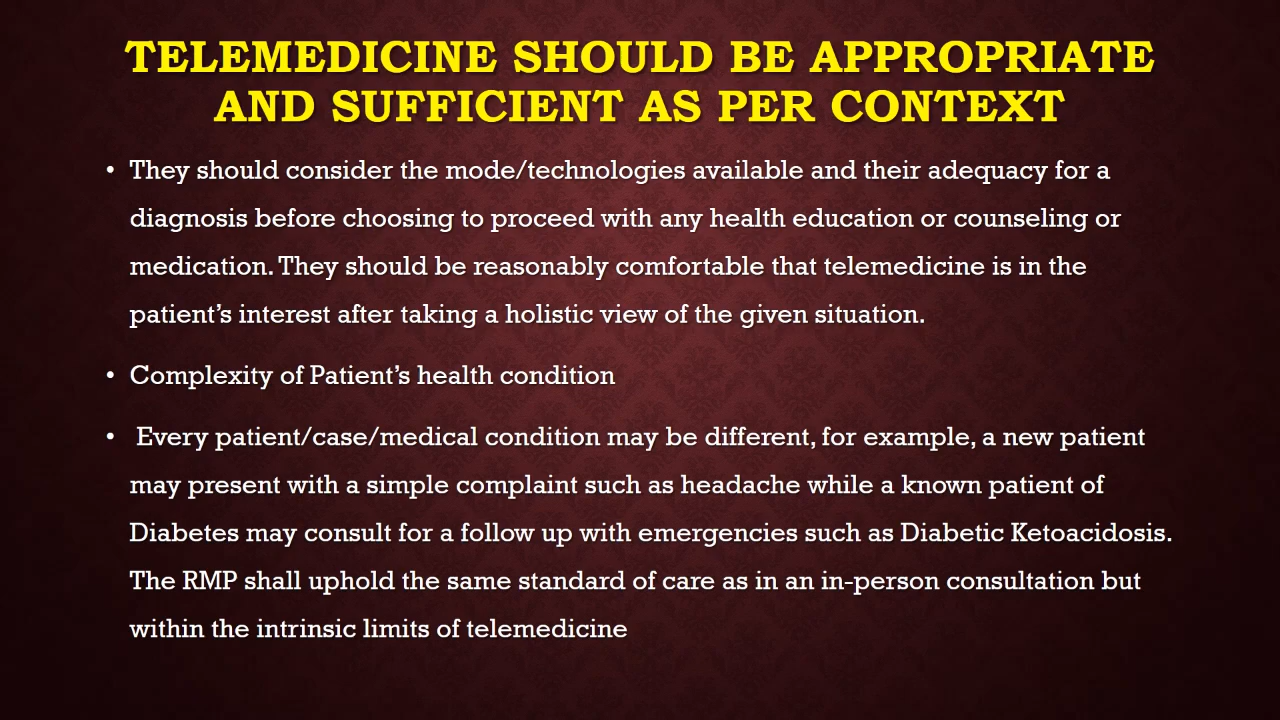 TELEMEDICINE SHOULD BE APPROPRIATE
AND SUFFICIENT AS PER CONTEXT
• They should consider the mode/technologies available and their adequacy for a
diagnosis before choosing to proceed with any health education or counseling or
medication. They should be reasonably comfortable that telemedicine is in the
patient’s interest after taking a holistic view of the given situation.
• Complexity of Patient’s health condition
• Every patient/case/medical condition may be different, for example, a new patient
may present with a simple complaint such as headache while a known patient of
Diabetes may consult for a follow up with emergencies such as Diabetic Ketoacidosis.
The RMP shall uphold the same standard of care as in an in-person consultation but
within the intrinsic limits of telemedicine